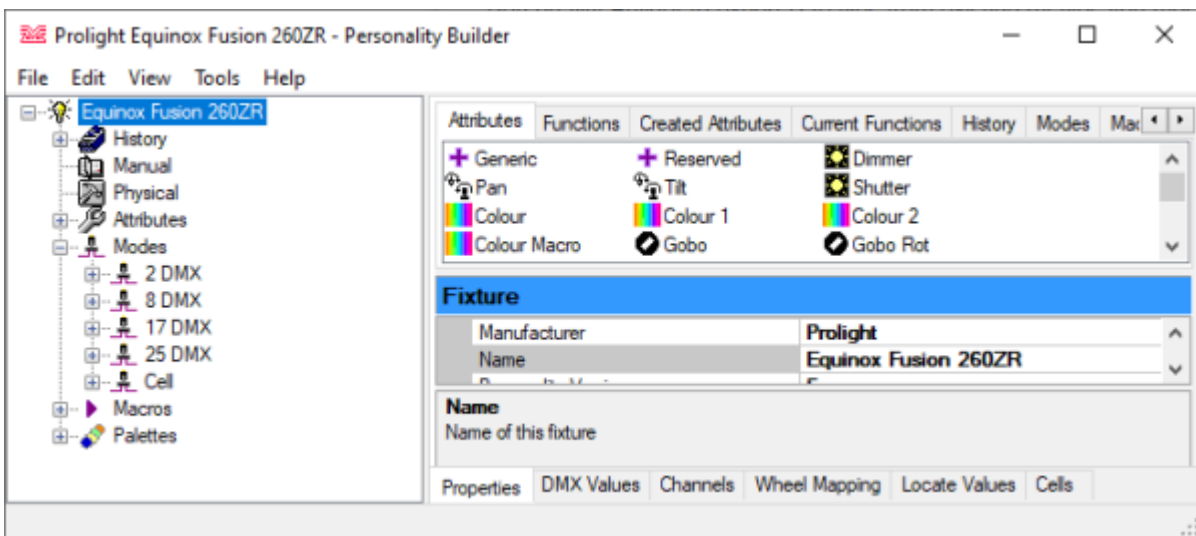 Prolight Equinox Fusion 260ZR - Personality Builder
File Edit View Tools Help
Equinox Fusion 260ZR
History
Manual
Physical
Attributes
Modes
2 DMX
8 DMX
17 DMX
25 DMX
Cell
Macros
Palettes
Attributes Functions Created Attributes Current Functions History Modes Mac
Generic Reserved Dimmer
Pan Tilt Shutter
Colour Colour 1 Colour 2
Colour Macro Gobo Gobo Rot
Fixture
Manufacturer Prolight
Name Equinox Fusion 260ZR
Name
Name of this fixture
Properties DMX Values Channels Wheel Mapping Locate Values Cells